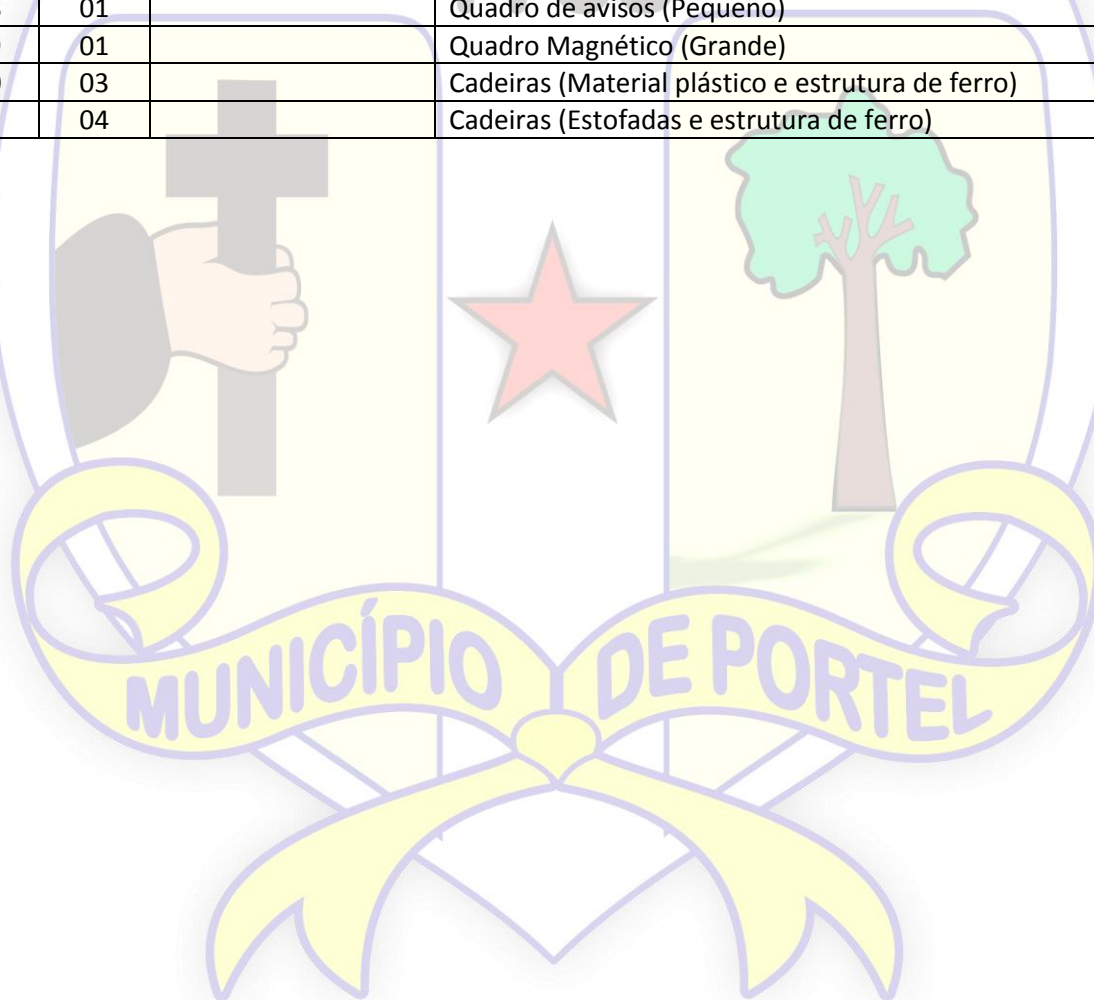 01 Quadro de avisos (Pequeno)
01 Quadro Magnético (Grande)
03 Cadeiras (Material plástico e estrutura de ferro)
04 Cadeiras (Estofadas e estrutura de ferro)
MUNICÍPIO DE PORTEL